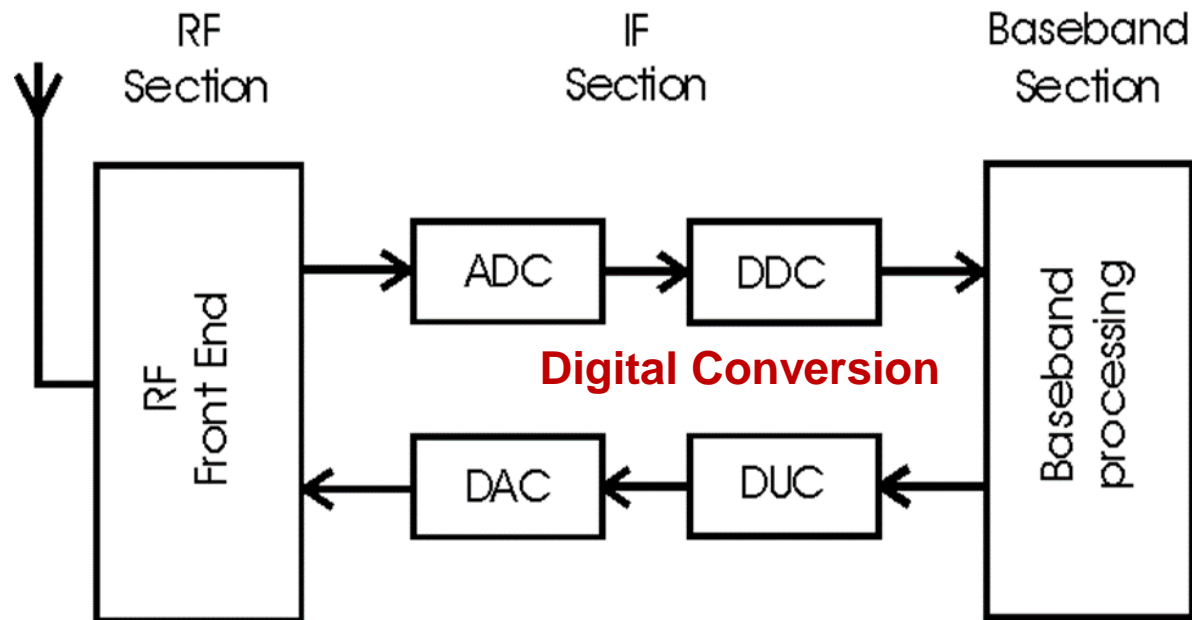 RF
Section
IF
Section
Baseband
Section
RF
Front End
ADC
DDC
Digital Conversion
DAC
DUC
Baseband
processing